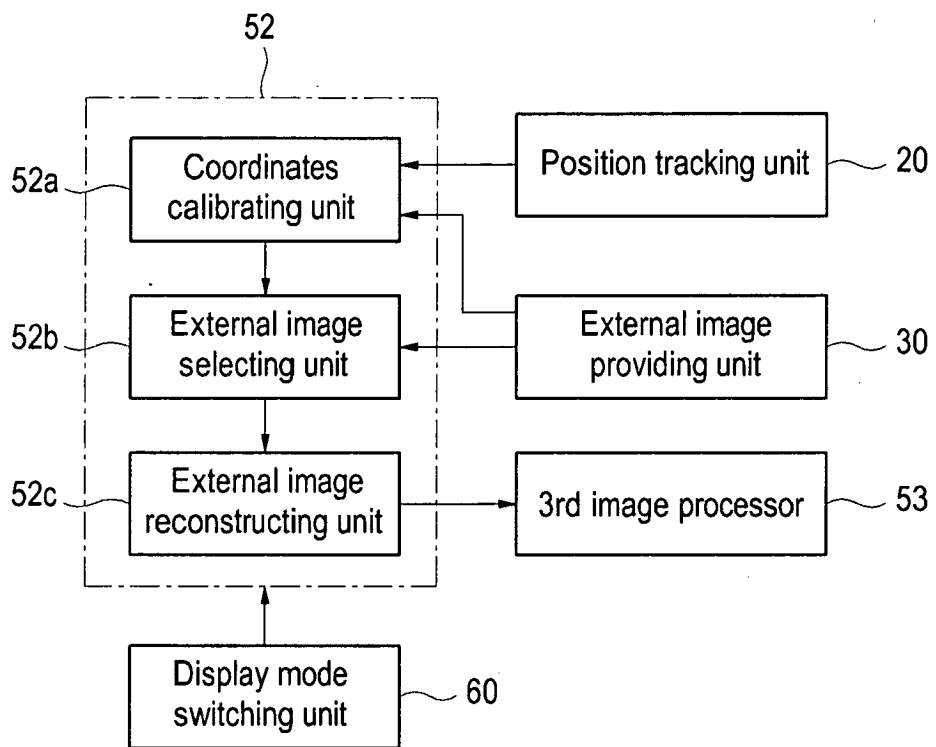 52
52a
Coordinates
calibrating unit
Position tracking unit
20
52b
External image
selecting unit
External image
providing unit
30
52c
External image
reconstructing unit
3rd image processor
53
Display mode
switching unit
60